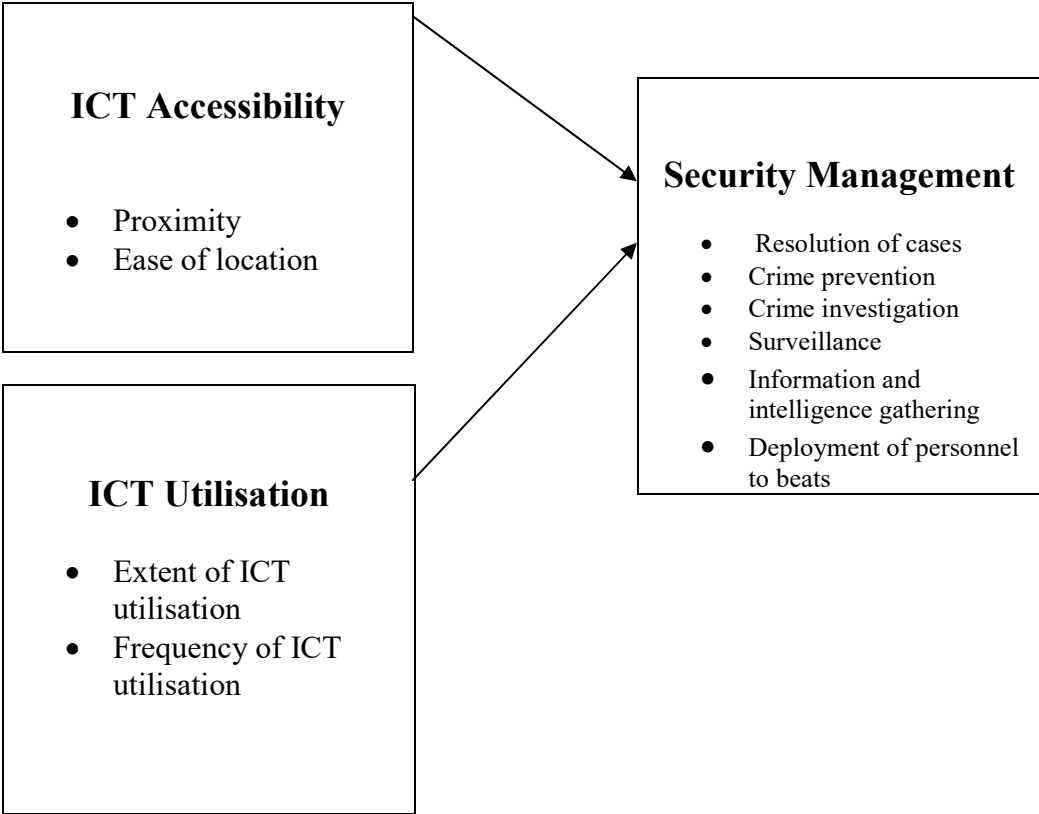 ICT Accessibility
• Proximity
• Ease of location
Security Management
• Resolution of cases
• Crime prevention
• Crime investigation
• Surveillance
• Information and
intelligence gathering
• Deployment of personnel
to beats
ICT Utilisation
• Extent of ICT
utilisation
• Frequency of ICT
utilisation